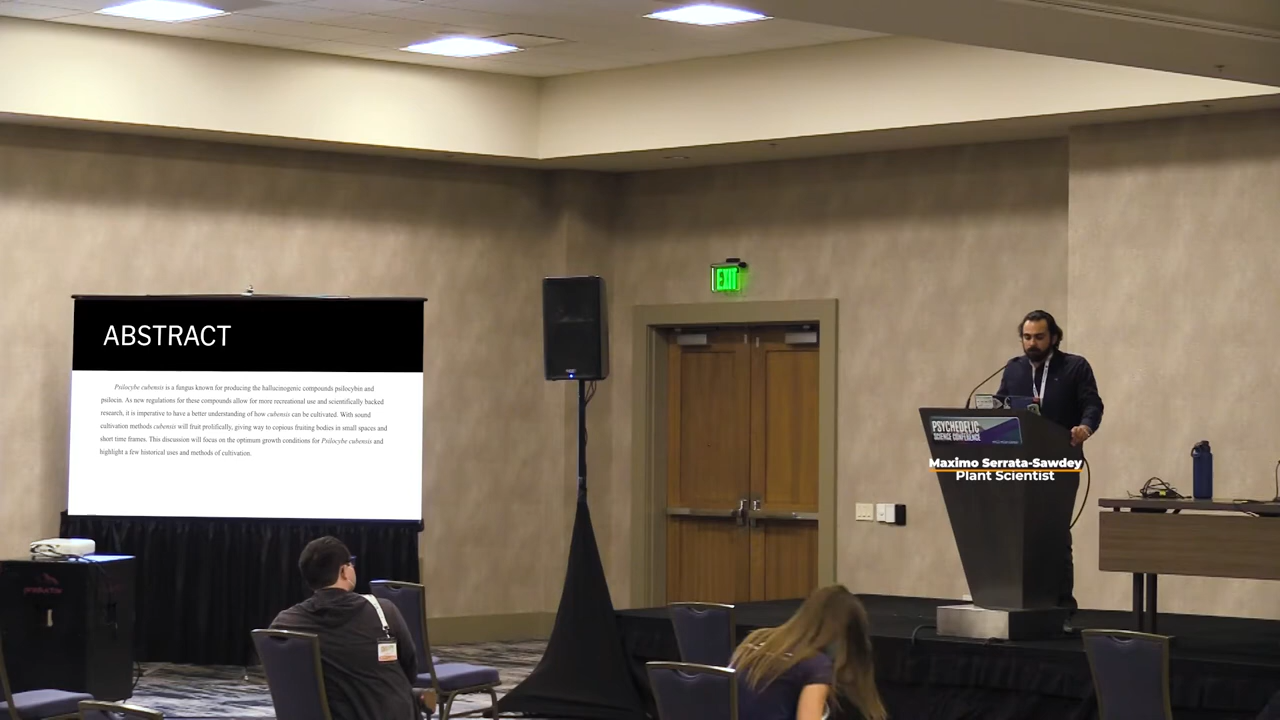 ABSTRACT
Psilocybe cubensis is a fungus known for producing the hallucinogenic compounds psilocybin and
psilocin. As new regulations for these compounds allow for more recreational use and scientifically backed
research, it is imperative to have a better understanding of how cubensis can be cultivated. With sound
cultivation methods cubensis will fruit prolifically, giving way to copious fruiting bodies in small spaces and
short time frames. This discussion will focus on the optimum growth conditions for Psilocybe cubensis and
highlight a few historical uses and methods of cultivation.
EXIT
PSYCHEDELIC
SCIENCE CONFERENCE
Maximo Serrata-Sawdey
Plant Scientist